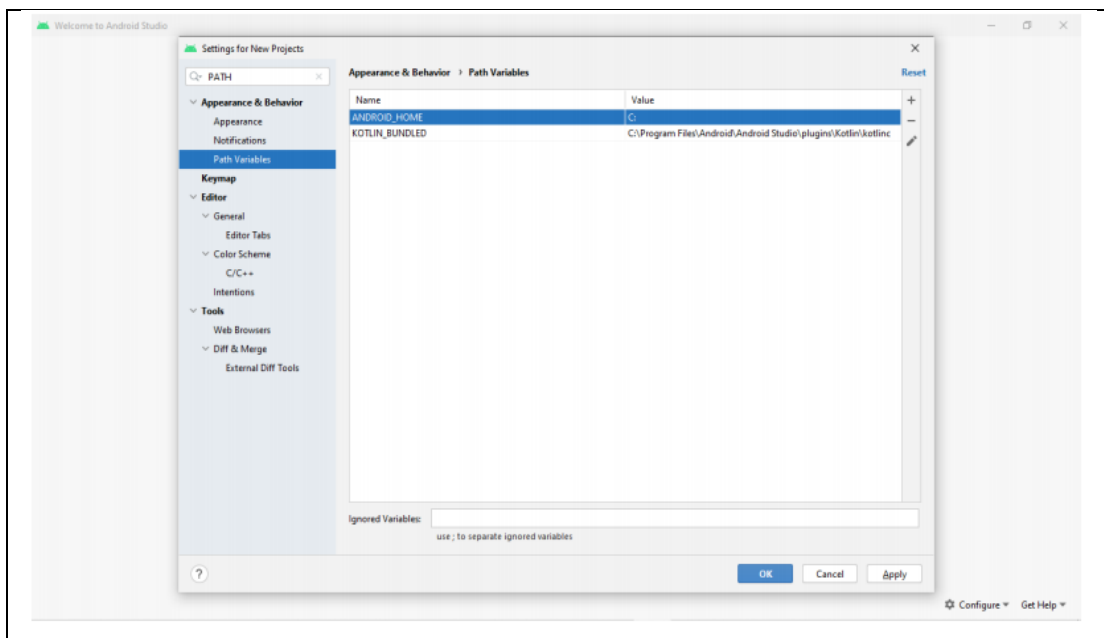 Welcome to Android Studio
Settings for New Projects
PATH
Appearance & Behavior
Appearance
Notifications
Path Variables
Keymap
Editor
General
Editor Tabs
Color Scheme
C/C++
Intentions
Tools
Web Browsers
Diff & Merge
External Diff Tools
Appearance & Behavior › Path Variables Reset
Name Value
ANDROID_HOME C:
KOTLIN_BUNDLED C:\Program Files\Android\Android Studio\plugins\Kotlin\kotlinc
Ignored Variables:
use ; to separate ignored variables
? OK Cancel Apply
Configure Get Help